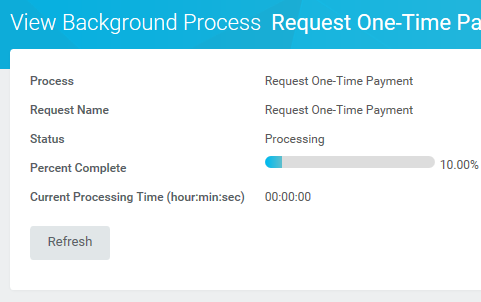 View Background Process Request One-Time Pa
Process Request One-Time Payment
Request Name Request One-Time Payment
Status Processing
Percent Complete 10.00%
Current Processing Time (hour:min:sec) 00:00:00
Refresh